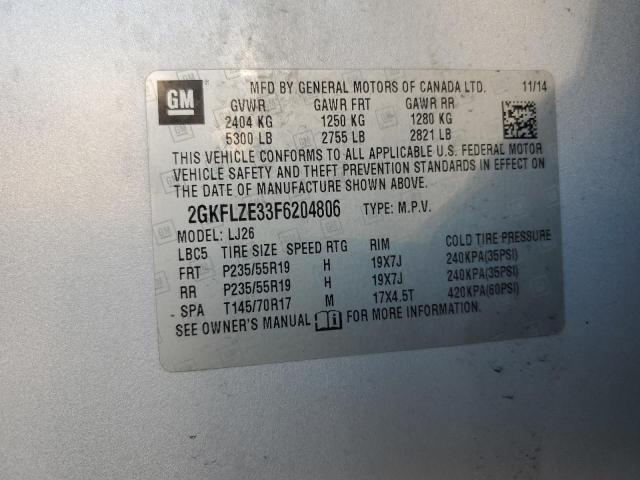 GM
MFD BY GENERAL MOTORS OF CANADA LTD. 11/14
GVWR GAWR FRT GAWR RR
2404 KG 1250 KG 1280 KG
5300 LB 2755 LB 2821 LB
THIS VEHICLE CONFORMS TO ALL APPLICABLE U.S. FEDERAL MOTOR
VEHICLE SAFETY AND THEFT PREVENTION STANDARDS IN EFFECT ON
THE DATE OF MANUFACTURE SHOWN ABOVE.
2GKFLZE33F6204806 TYPE: M.P.V.
MODEL: LJ26
LBC5 TIRE SIZE SPEED RTG RIM COLD TIRE PRESSURE
FRT P235/55R19 H 19X7J 240KPA(35PSI)
RR P235/55R19 H 19X7J 240KPA(35PSI)
SPA T145/70R17 M 17X4.5T 420KPA(60PSI)
SEE OWNER'S MANUAL FOR MORE INFORMATION.